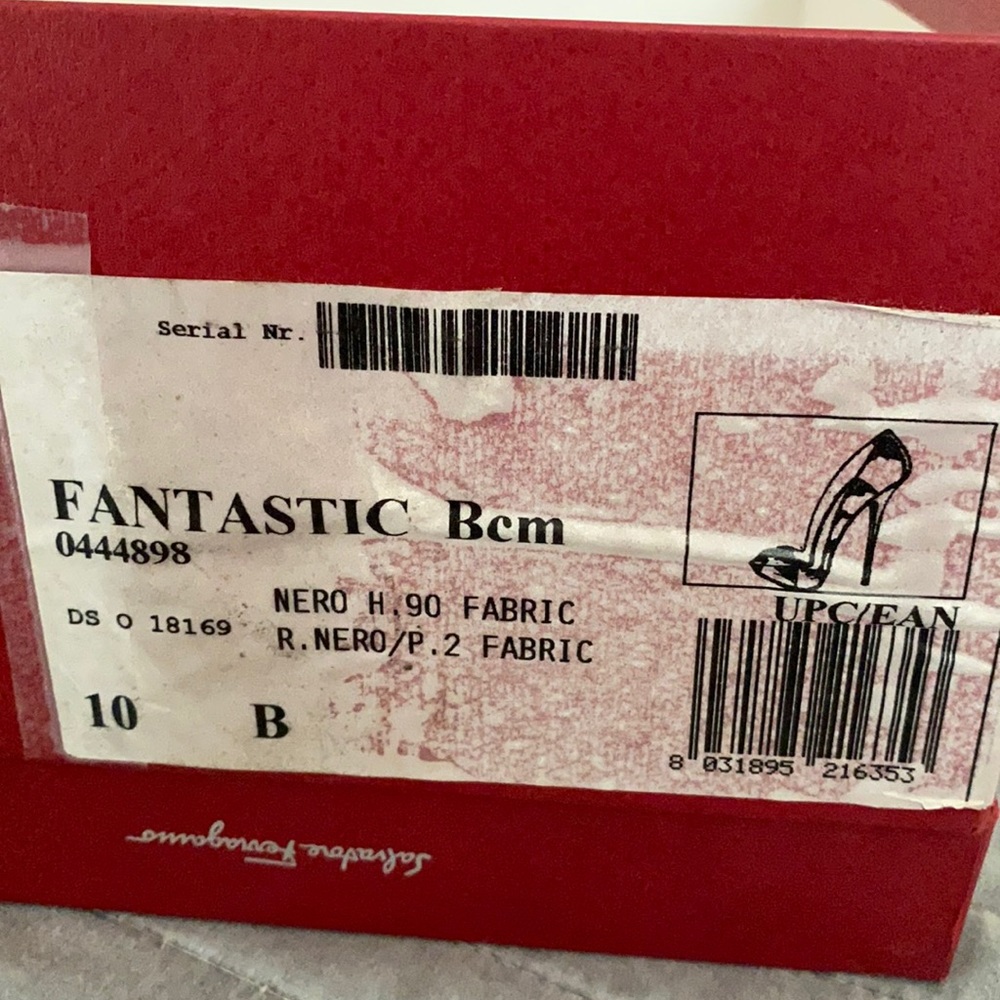 Serial Nr.
FANTASTIC Bcm
0444898
NERO H.90 FABRIC
DS O 18169
R.NERO/P.2 FABRIC
10 B
UPC/EAN
8 031895 216353
Salvatore Ferragamo